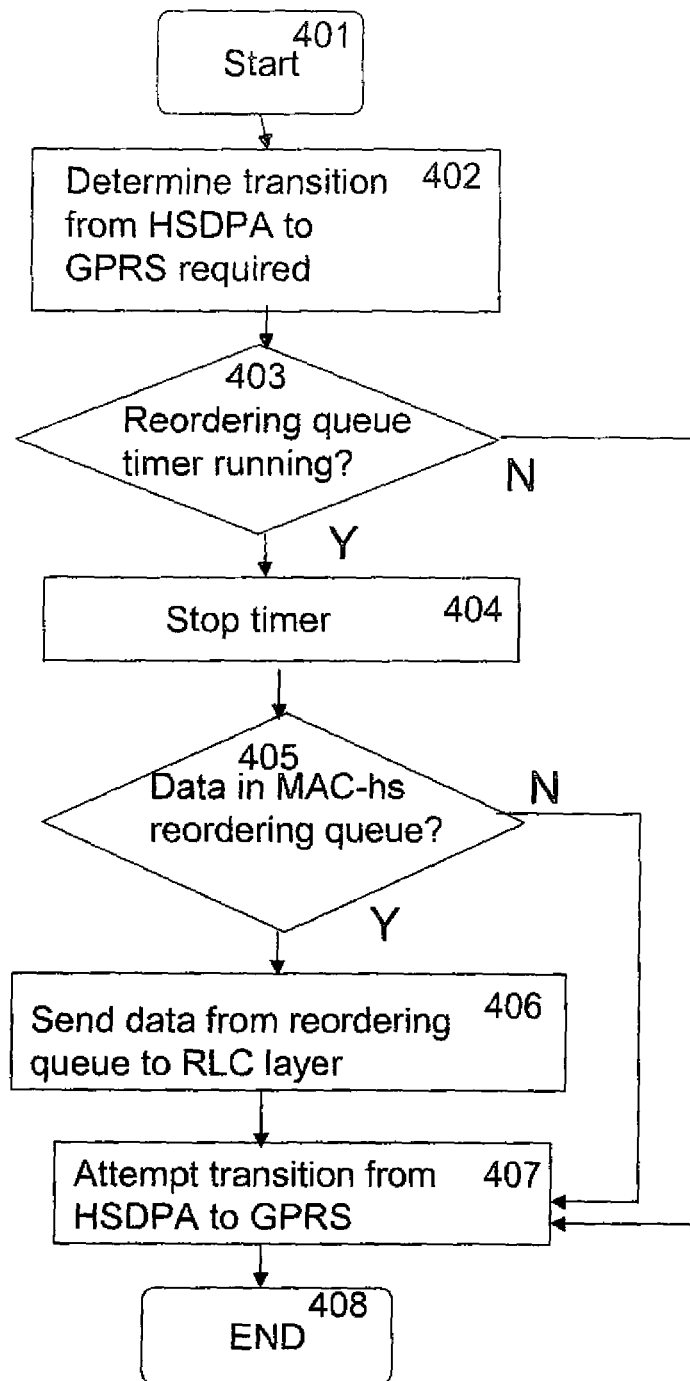 401
Start
Determine transition 402
from HSDPA to
GPRS required
403
Reordering queue
timer running?
N
Y
Stop timer 404
405
Data in MAC-hs
reordering queue?
N
Y
Send data from reordering 406
queue to RLC layer
Attempt transition from 407
HSDPA to GPRS
408
END